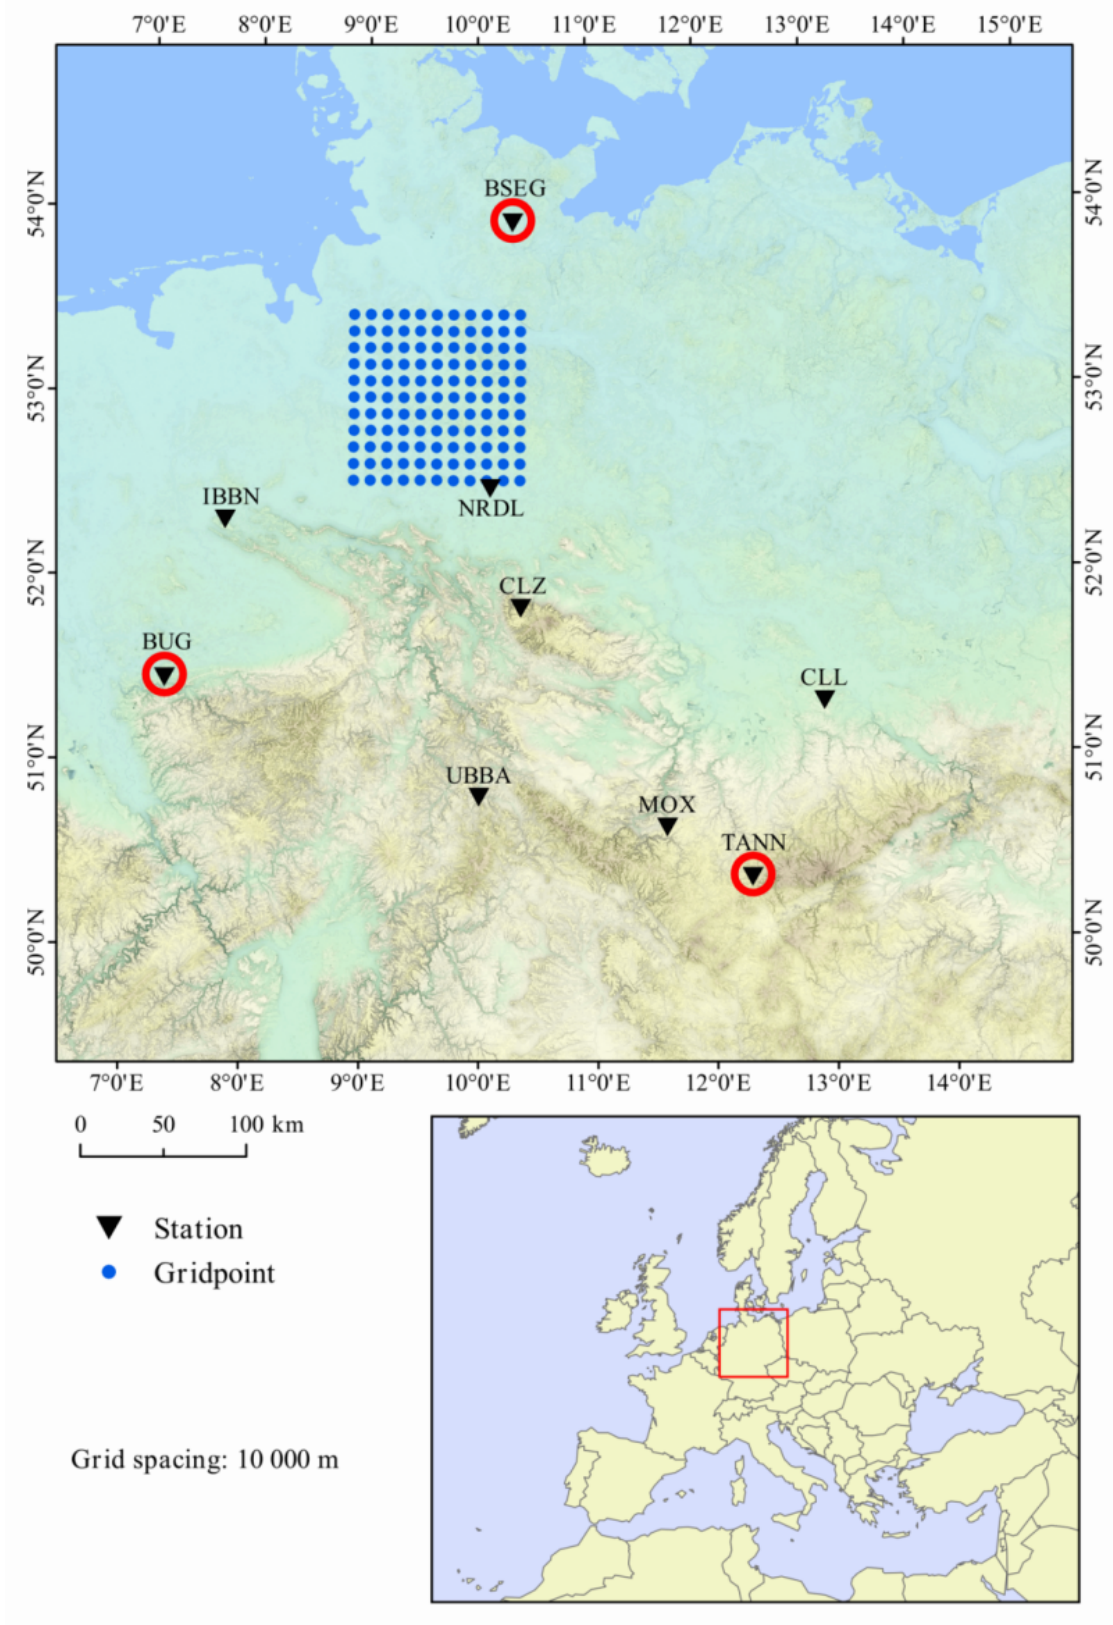 7°0'E 8°0'E 9°0'E 10°0'E 11°0'E 12°0'E 13°0'E 14°0'E 15°0'E
54°0'N
54°0'N
BSEG
53°0'N
53°0'N
IBBN
NRDL
52°0'N
52°0'N
CLZ
BUG
CLL
51°0'N
51°0'N
UBBA
MOX
TANN
50°0'N
50°0'N
7°0'E 8°0'E 9°0'E 10°0'E 11°0'E 12°0'E 13°0'E 14°0'E
0 50 100 km
Station
Gridpoint
Grid spacing: 10 000 m